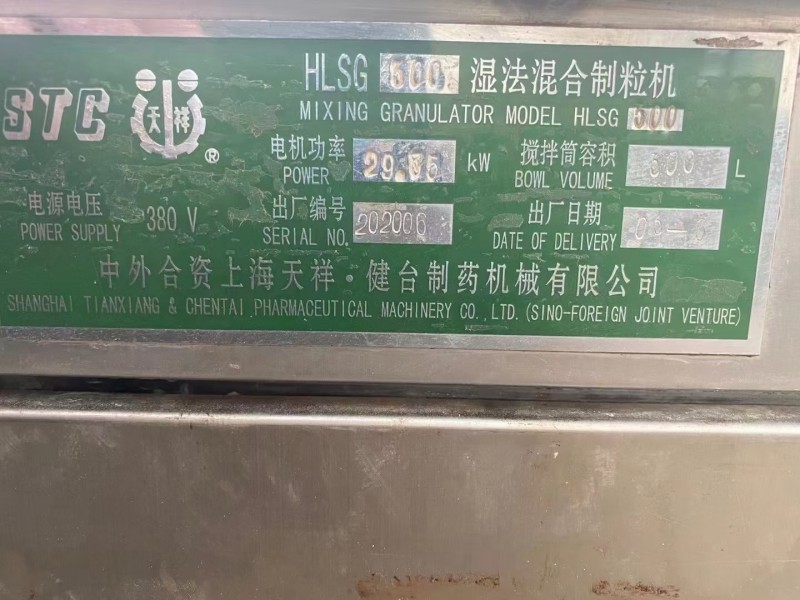 STC 天祥 ®
HLSG 600 湿法混合制粒机
MIXING GRANULATOR MODEL HLSG 600
电机功率 kW 搅拌筒容积 600 L
POWER BOWL VOLUME
电源电压 380 V 出厂编号 202006 出厂日期
POWER SUPPLY SERIAL NO. DATE OF DELIVERY
中外合资上海天祥·健台制药机械有限公司
SHANGHAI TIANXIANG & CHENTAI PHARMACEUTICAL MACHINERY CO., LTD. (SINO-FOREIGN JOINT VENTURE)